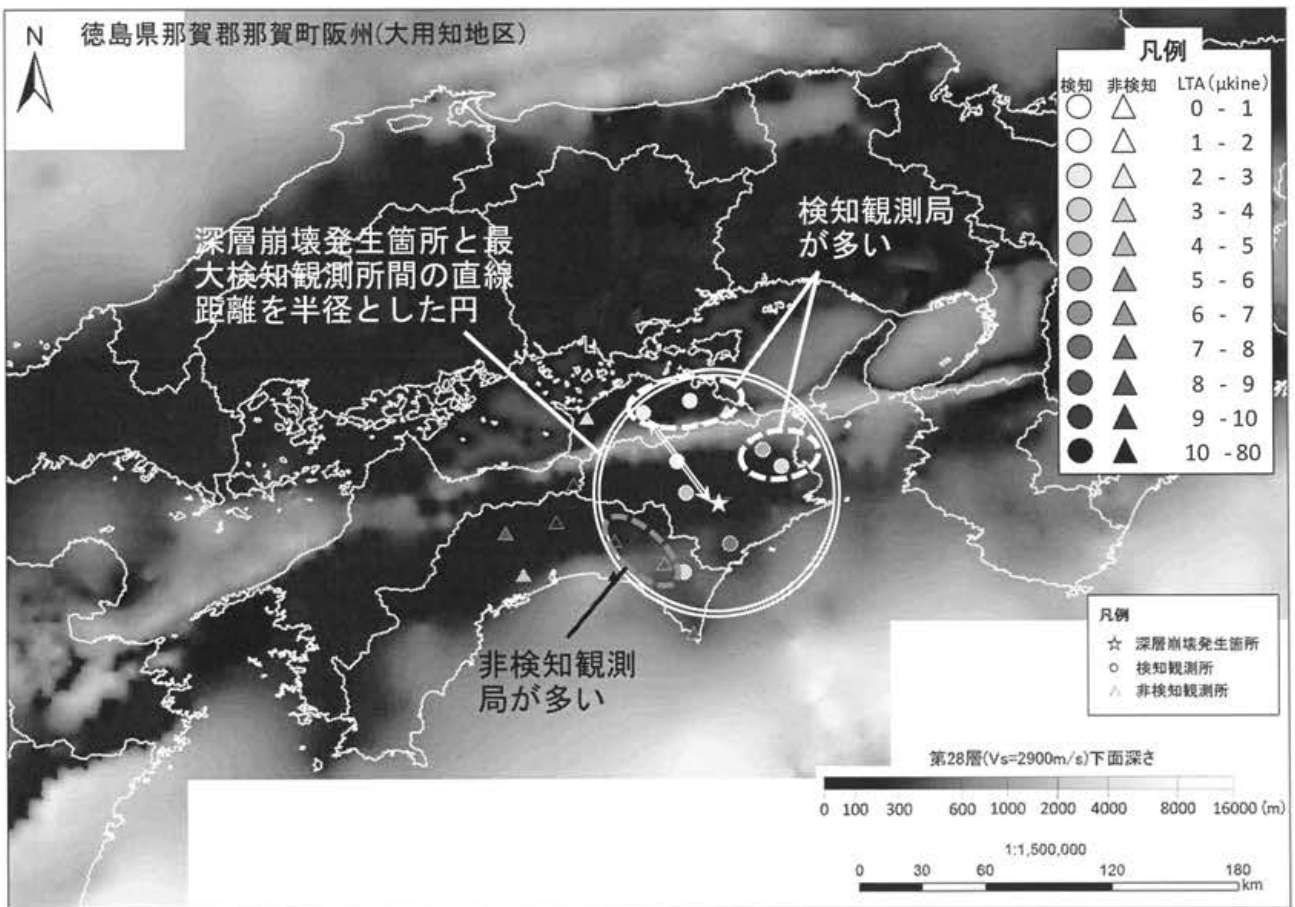 N
徳島県那賀郡那賀町阪州(大用知地区)
凡例
検知 非検知 LTA(μkine)
0 - 1
1 - 2
2 - 3
3 - 4
4 - 5
5 - 6
6 - 7
7 - 8
8 - 9
9 - 10
10 - 80
検知観測局
が多い
深層崩壊発生箇所と最
大検知観測所間の直線
距離を半径とした円
非検知観測
局が多い
凡例
深層崩壊発生箇所
検知観測所
非検知観測所
第28層(Vs=2900m/s)下面深さ
0 100 300 600 1000 2000 4000 8000 16000 (m)
1:1,500,000
0 30 60 120 180
km